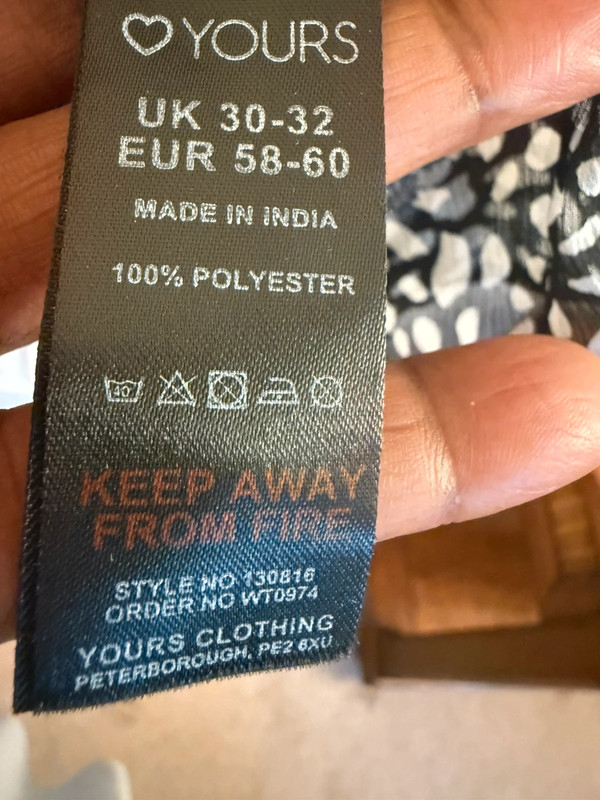 YOURS
UK 30-32
EUR 58-60
MADE IN INDIA
100% POLYESTER
40
KEEP AWAY
FROM FIRE
STYLE NO 130816
ORDER NO WT0974
YOURS CLOTHING
PETERBOROUGH, PE2 6XU